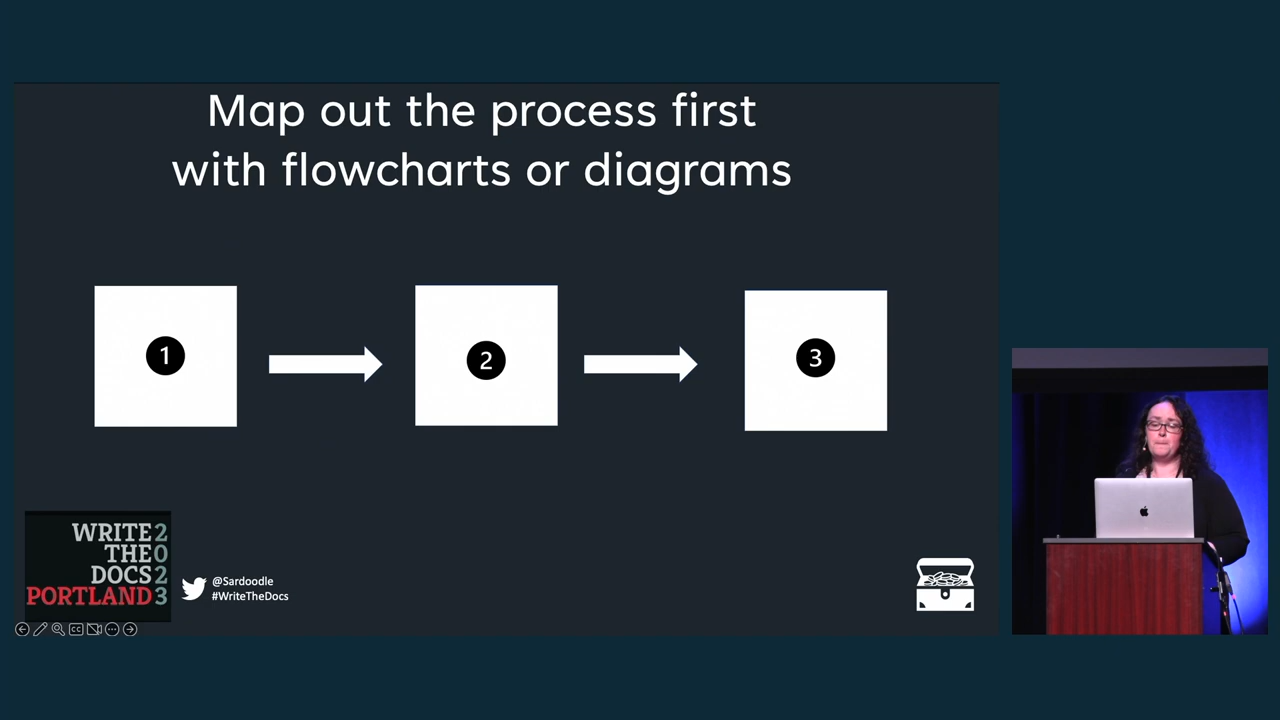 Map out the process first
with flowcharts or diagrams
1
2
3
WRITE 2
THE 0
DOCS 2
PORTLAND 3
@Sardoodle
#WriteTheDocs
CC